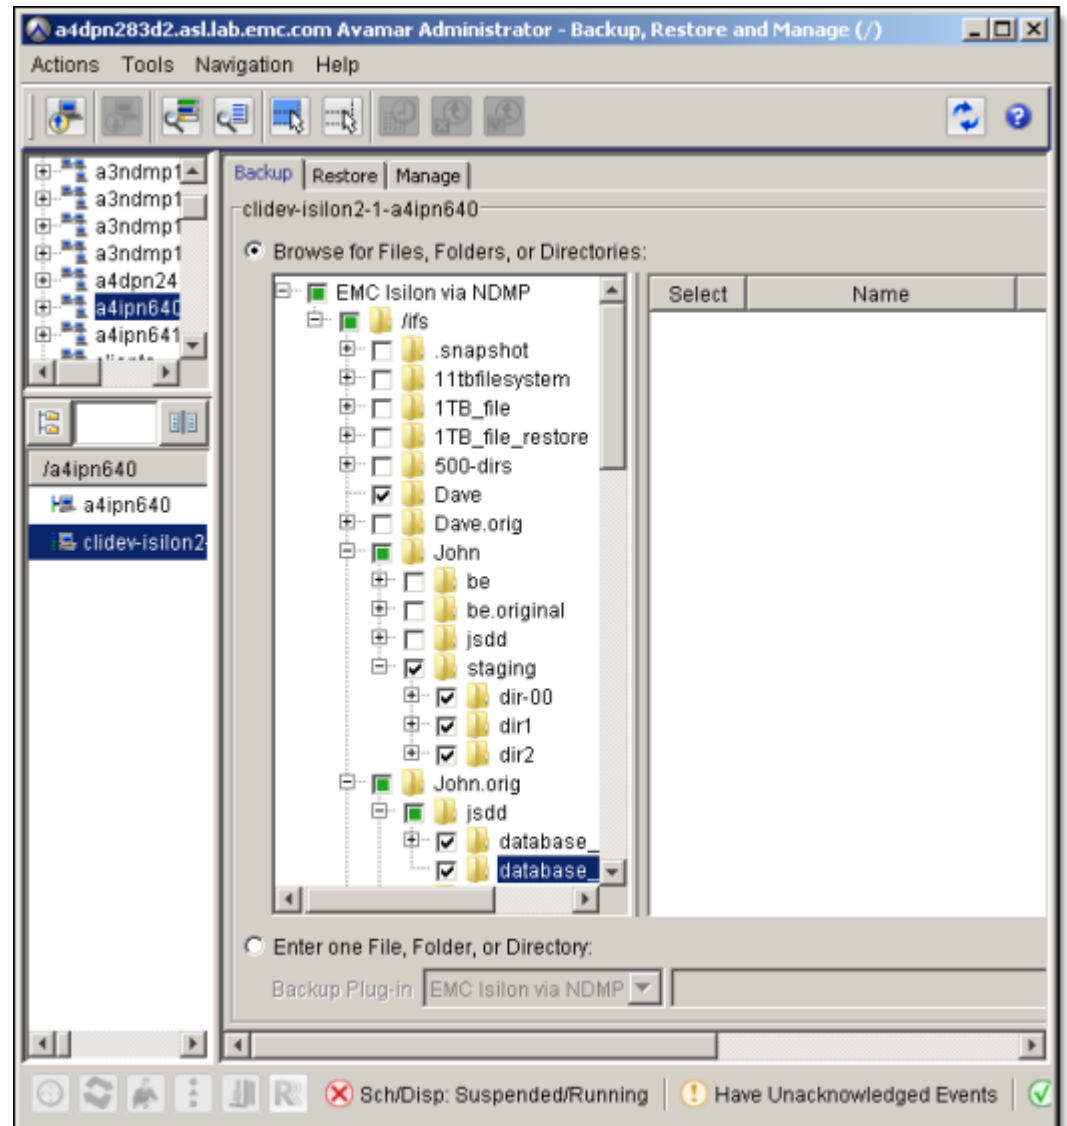 a4dpn283d2.asl.lab.emc.com Avamar Administrator - Backup, Restore and Manage (/)
Actions Tools Navigation Help
a3ndmp1
a3ndmp1
a3ndmp1
a3ndmp1
a4dpn24
a4ipn640
a4ipn641
clients
/a4ipn640
a4ipn640
clidev-isilon2-
Backup Restore Manage
clidev-isilon2-1-a4ipn640
Browse for Files, Folders, or Directories:
EMC Isilon via NDMP
/ifs
.snapshot
11tbfilesystem
1TB_file
1TB_file_restore
500-dirs
Dave
Dave.orig
John
be
be.original
jsdd
staging
dir-00
dir1
dir2
John.orig
jsdd
database_
database_
Select Name
Enter one File, Folder, or Directory:
Backup Plug-in EMC Isilon via NDMP
Sch/Disp: Suspended/Running Have Unacknowledged Events